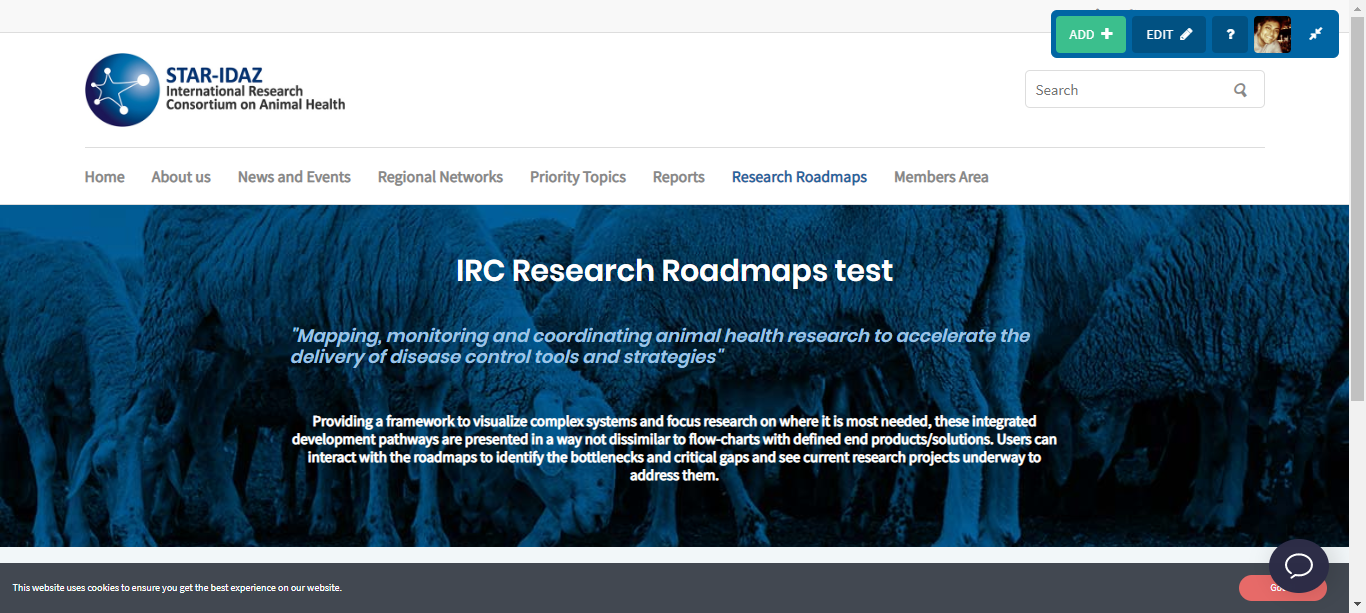 ADD
EDIT
?
STAR-IDAZ
International Research
Consortium on Animal Health
Search
Home About us News and Events Regional Networks Priority Topics Reports Research Roadmaps Members Area
IRC Research Roadmaps test
"Mapping, monitoring and coordinating animal health research to accelerate the
delivery of disease control tools and strategies"
Providing a framework to visualize complex systems and focus research on where it is most needed, these integrated
development pathways are presented in a way not dissimilar to flow-charts with defined end products/solutions. Users can
interact with the roadmaps to identify the bottlenecks and critical gaps and see current research projects underway to
address them.
This website uses cookies to ensure you get the best experience on our website.